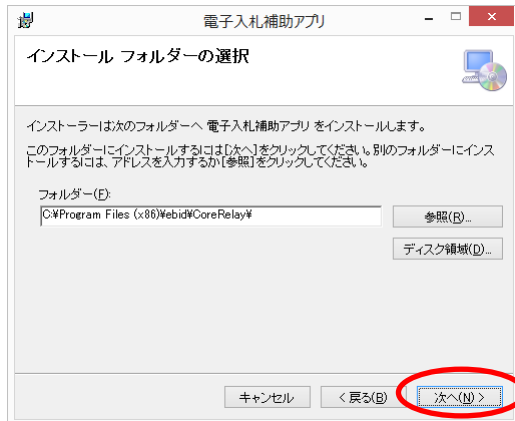 電子入札補助アプリ
インストール フォルダーの選択
インストーラーは次のフォルダーへ 電子入札補助アプリ をインストールします。
このフォルダーにインストールするには[次へ]をクリックしてください。別のフォルダーにインス
トールするには、アドレスを入力するか[参照]をクリックしてください。
フォルダー(F):
C:¥Program Files (x86)¥ebid¥CoreRelay¥
参照(R)...
ディスク領域(D)...
キャンセル
< 戻る(B)
次へ(N) >